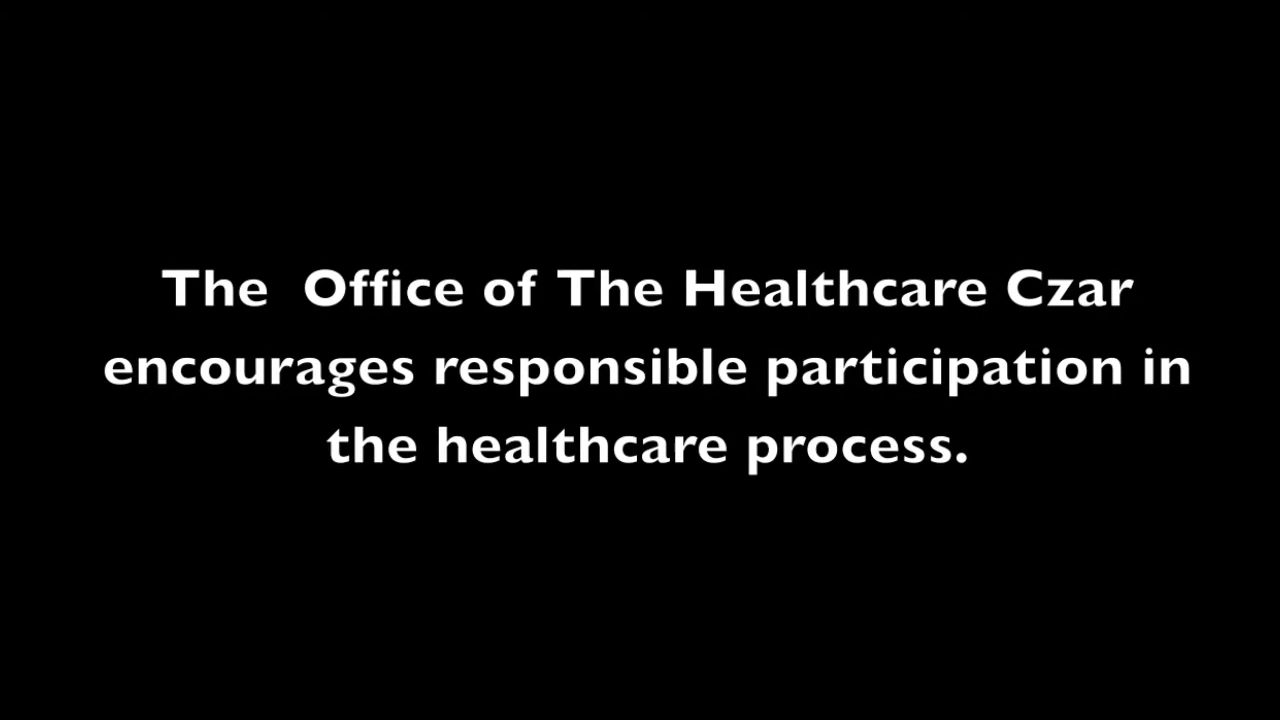 The  Office of The Healthcare Czar
encourages responsible participation in
the healthcare process.